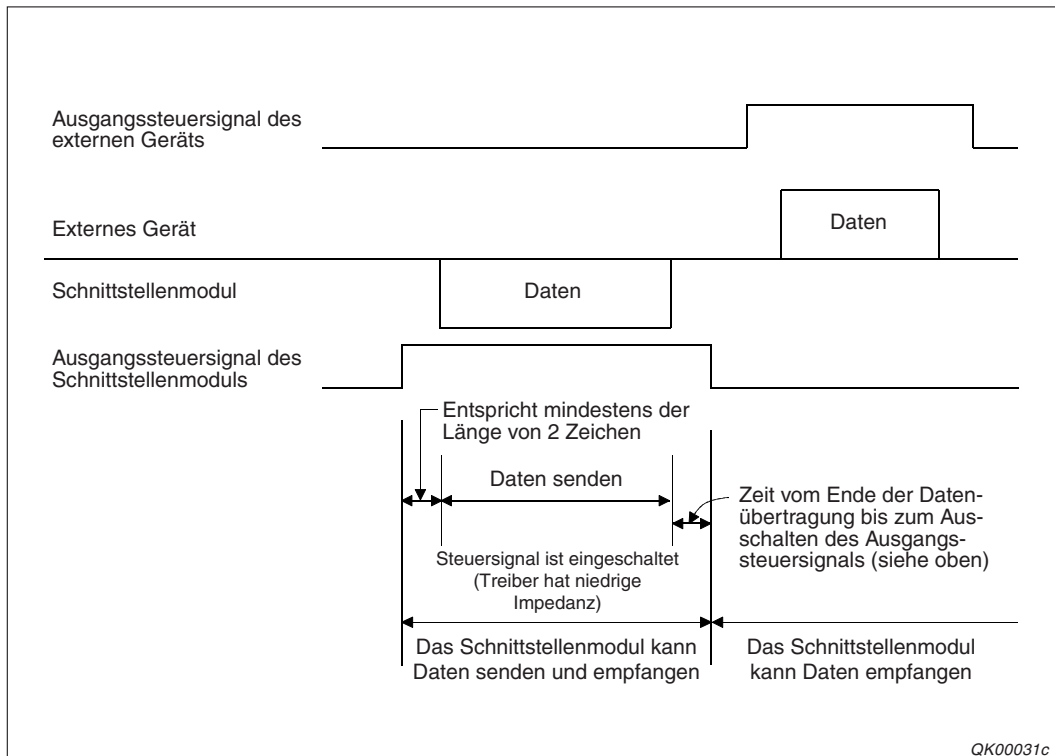 Ausgangssteuersignal des
externen Geräts
Externes Gerät
Daten
Schnittstellenmodul
Daten
Ausgangssteuersignal des
Schnittstellenmoduls
Entspricht mindestens der
Länge von 2 Zeichen
Daten senden
Zeit vom Ende der Daten-
übertragung bis zum Aus-
schalten des Ausgangs-
steuersignals (siehe oben)
Steuersignal ist eingeschaltet
(Treiber hat niedrige
Impedanz)
Das Schnittstellenmodul kann
Daten senden und empfangen
Das Schnittstellenmodul
kann Daten empfangen
QK00031c